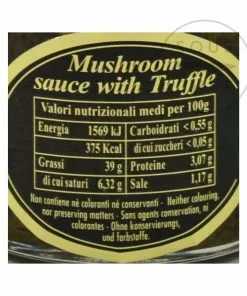 SOUT
Mushroom
sauce with Truffle
Valori nutrizionali medi per 100g
Energia 1569 kJ Carboidrati < 0,55 g
375 Kcal di cui zuccheri < 0,05 g
Grassi 39 g Proteine 3,07 g
di cui saturi 6,32 g Sale 1,17 g
Non contiene né coloranti né conservanti - Neither colouring,
nor preserving matters - Sans agents conservation, ni
colorantes - Ohne konservierungs,
und farbstoffe.